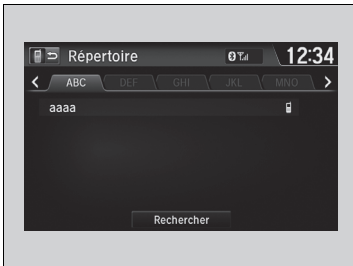 Répertoire 12:34
ABC DEF GHI JKL MNO
aaaa
Rechercher